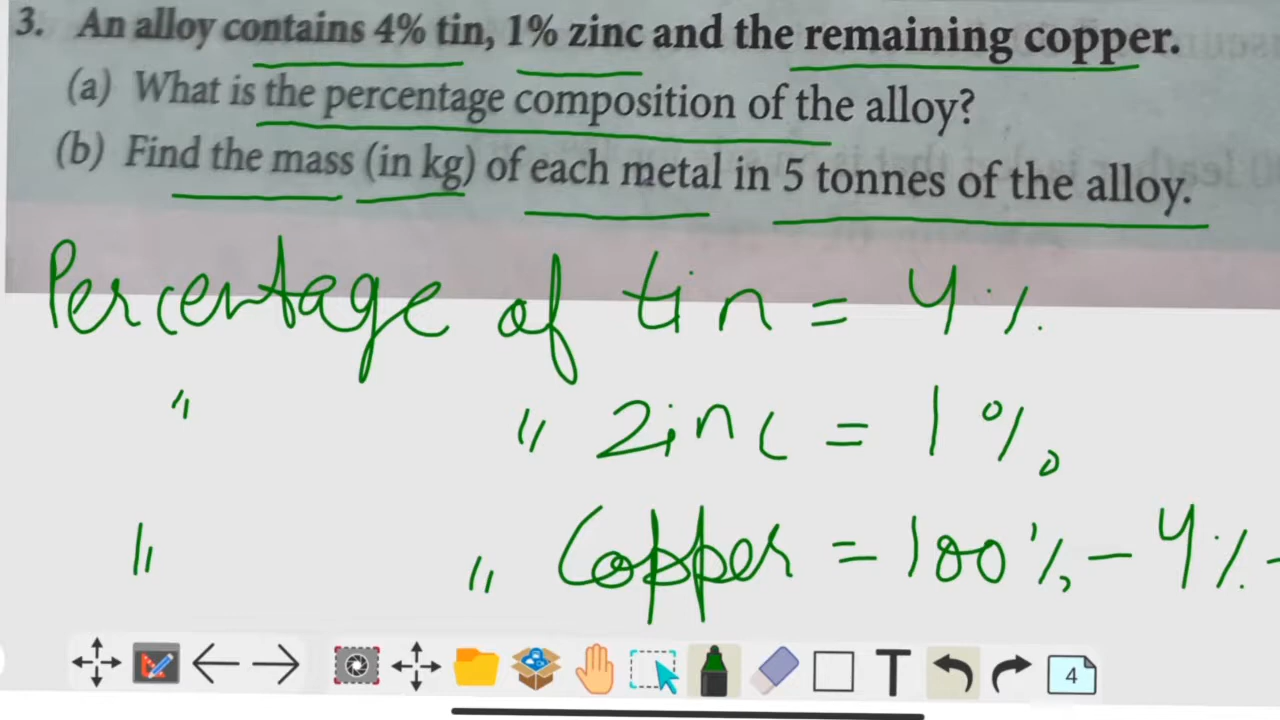 3. An alloy contains 4% tin, 1% zinc and the remaining copper.
(a) What is the percentage composition of the alloy?
(b) Find the mass (in kg) of each metal in 5 tonnes of the alloy.
Percentage of tin = 4%
" " Zinc = 1%
" " Copper = 100% - 4% -
T
4